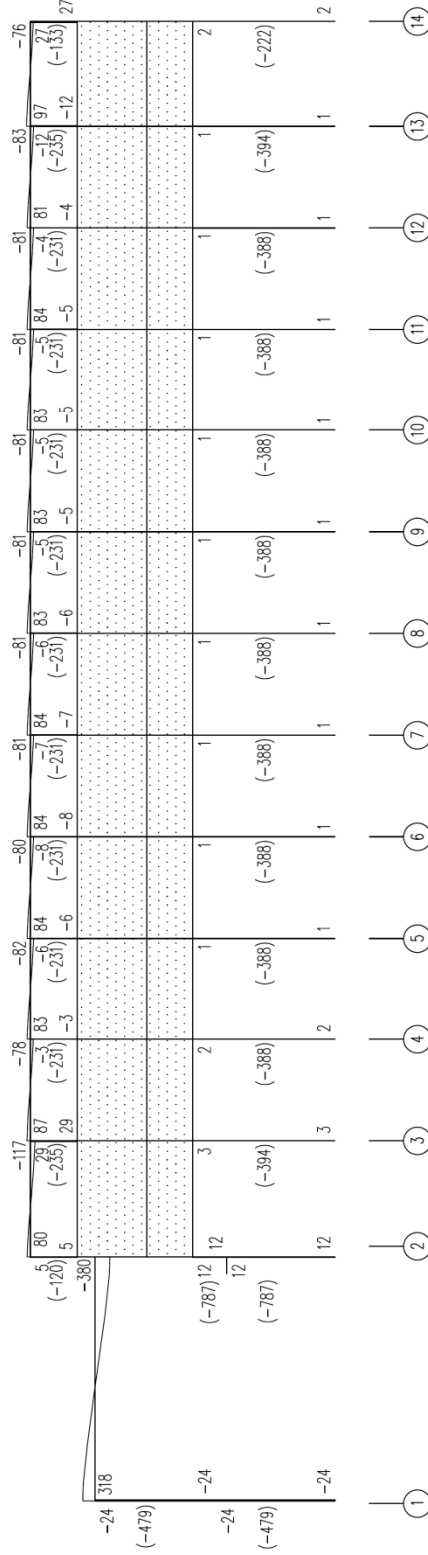 -117 -78 -82 -80 -81 -81 -81 -81 -81 -81 -83 -76
80 87 83 84 84 84 83 83 83 84 81 97
5 29 29 -3 -3 -6 -6 -8 -8 -7 -7 -6 -6 -5 -5 -5 -5 -5 -5 -4 -4 -12 -12 27 27
5
(-120) (-235) (-231) (-231) (-231) (-231) (-231) (-231) (-231) (-231) (-231) (-235) (-133)
-380
318
-24
(-479)
-24 (-787) 12 12 3 2 1 1 1 1 1 1 1 1 1 2
-24 12
(-479) (-787) (-394) (-388) (-388) (-388) (-388) (-388) (-388) (-388) (-388) (-388) (-394) (-222)
-24 12 3 2 1 1 1 1 1 1 1 1 1 2
1 2 3 4 5 6 7 8 9 10 11 12 13 14